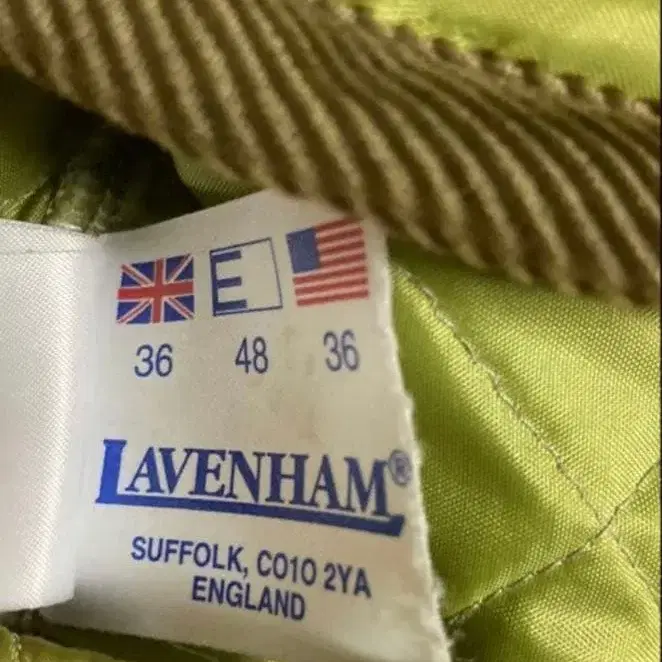 E
36 48 36
LAVENHAM®
SUFFOLK, CO10 2YA
ENGLAND